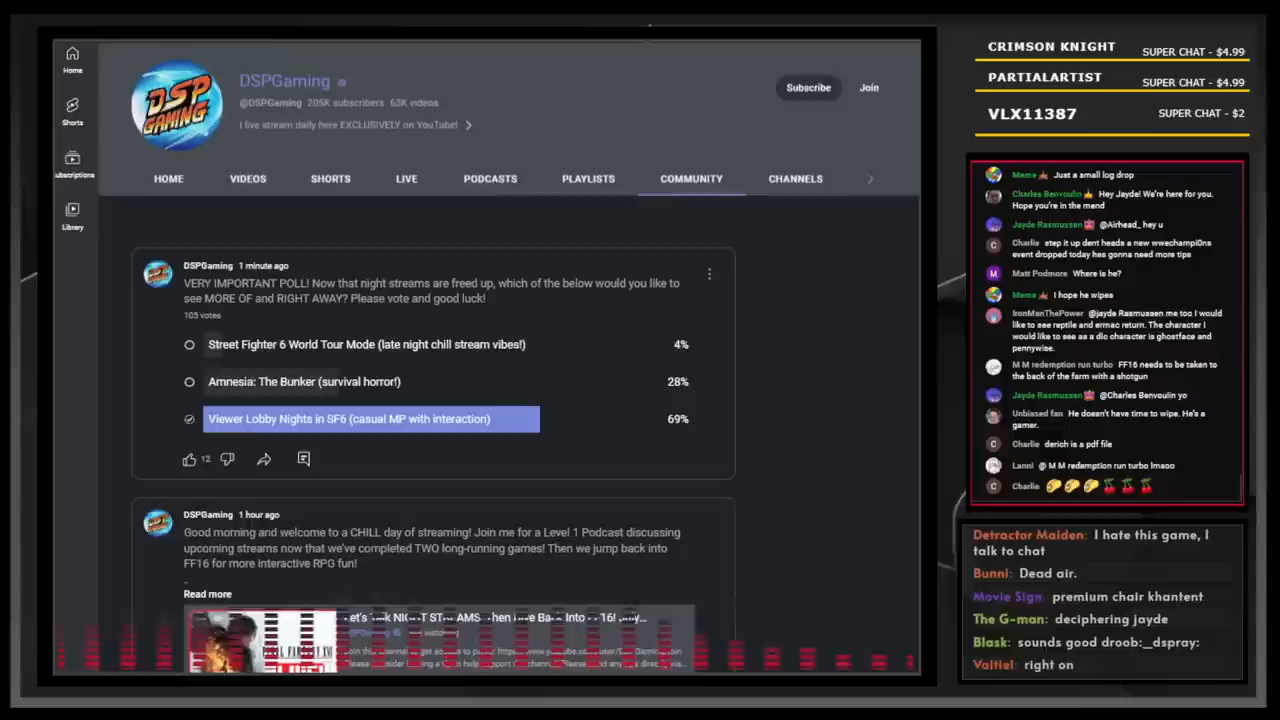 Home
Shorts
ubscriptions
Library
DSP
GAMING
DSPGaming
@DSPGaming 205K subscribers 63K videos
I live stream daily here EXCLUSIVELY on YouTube!
Subscribe
Join
HOME
VIDEOS
SHORTS
LIVE
PODCASTS
PLAYLISTS
COMMUNITY
CHANNELS
DSPGaming 1 minute ago
VERY IMPORTANT POLL! Now that night streams are freed up, which of the below would you like to
see MORE OF and RIGHT AWAY? Please vote and good luck!
105 votes
Street Fighter 6 World Tour Mode (late night chill stream vibes!) 4%
Amnesia: The Bunker (survival horror!) 28%
Viewer Lobby Nights in SF6 (casual MP with interaction) 69%
12
DSPGaming 1 hour ago
Good morning and welcome to a CHILL day of streaming! Join me for a Level 1 Podcast discussing
upcoming streams now that we've completed TWO long-running games! Then we jump back into
FF16 for more interactive RPG fun!
Read more
CRIMSON KNIGHT SUPER CHAT - $4.99
PARTIALARTIST SUPER CHAT - $4.99
VLX11387 SUPER CHAT - $2
Meme Just a small log drop
Charles Benvoulin Hey Jayde! We're here for you.
Hope you're in the mend
Jayde Rasmussen @Airhead_ hey u
Charlie step it up dent heads a new wwechampi0ns
event dropped today hes gonna need more tips
Matt Podmore Where is he?
Meme I hope he wipes
IronManThePower @jayde Rasmussen me too I would
like to see reptile and ermac return. The character I
would like to see as a dlc character is ghostface and
pennywise.
M M redemption run turbo FF16 needs to be taken to
the back of the farm with a shotgun
Jayde Rasmussen @Charles Benvoulin yo
Unbiased fan He doesn't have time to wipe. He's a
gamer.
Charlie derich is a pdf file
Lanni @ M M redemption run turbo lmaoo
Charlie 🌮🌮🌮🍒🍒🍒
Detractor Maiden: I hate this game, I
talk to chat
Bunni: Dead air.
Movie Sign: premium chair khantent
The G-man: deciphering jayde
Blask: sounds good droob:_dspray:
Valtiel: right on